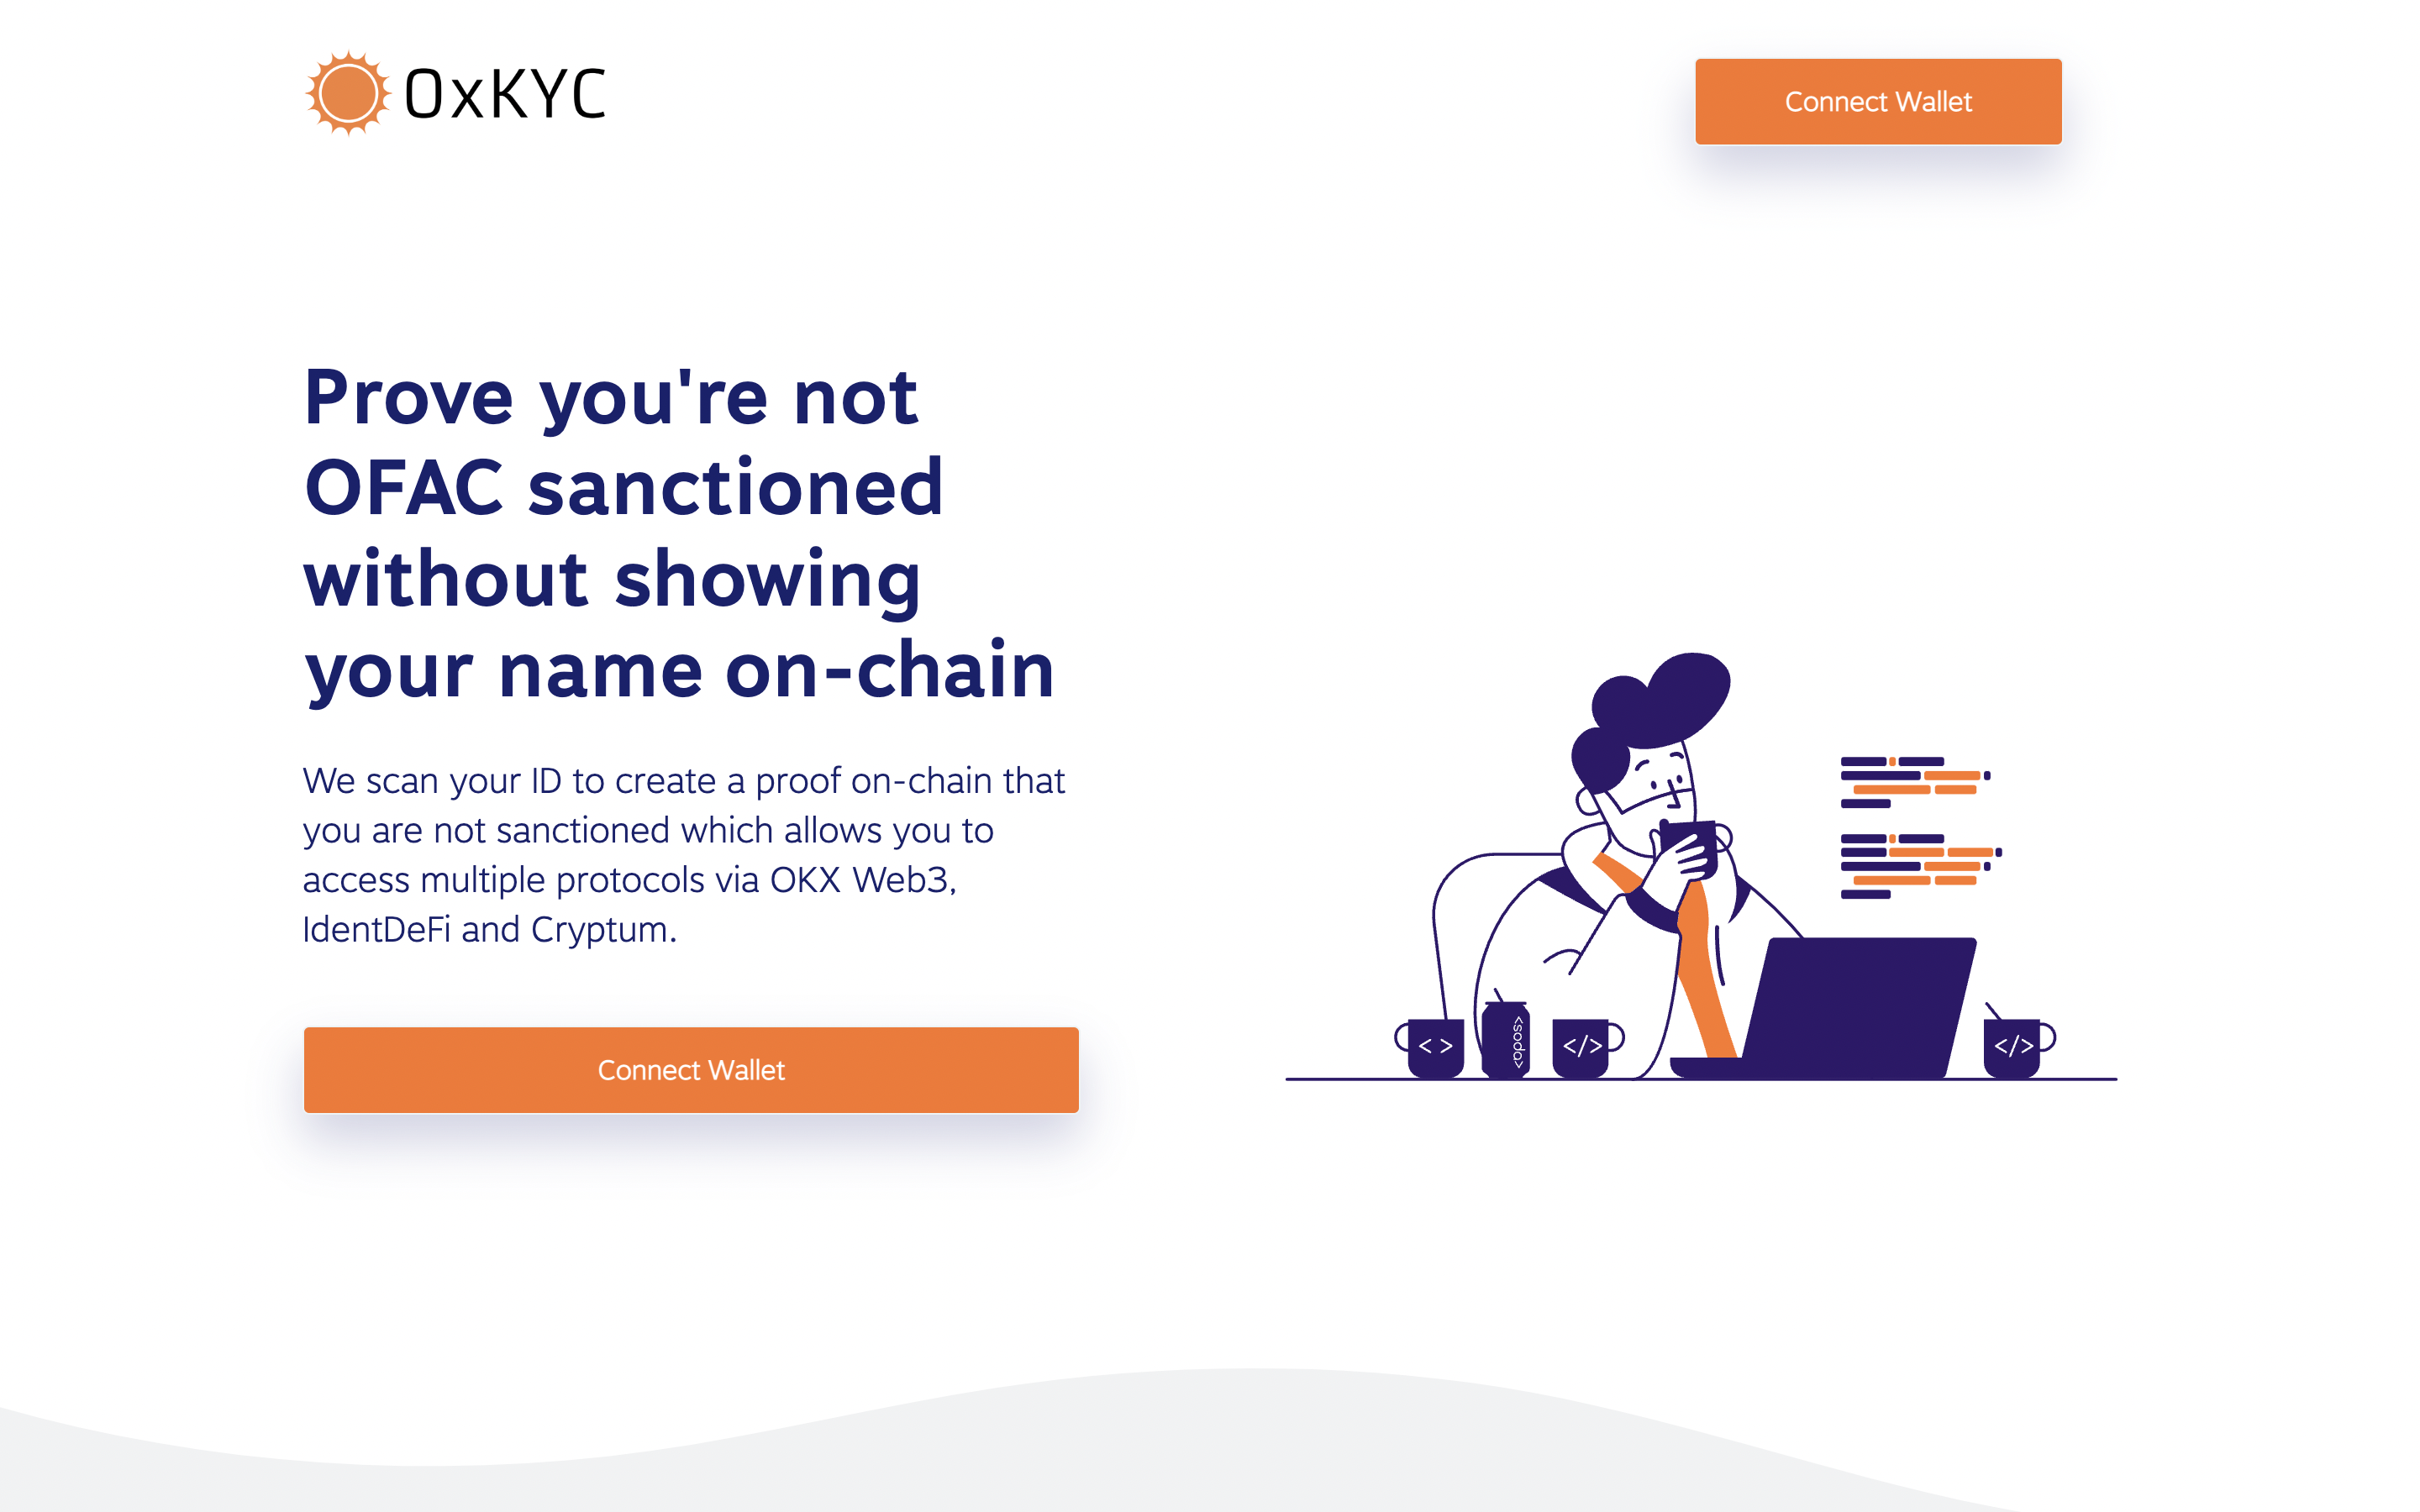 OxKYC
Connect Wallet
Prove you're not
OFAC sanctioned
without showing
your name on-chain
We scan your ID to create a proof on-chain that
you are not sanctioned which allows you to
access multiple protocols via OKX Web3,
IdentDeFi and Cryptum.
Connect Wallet
< >
<soda>
</>
</>